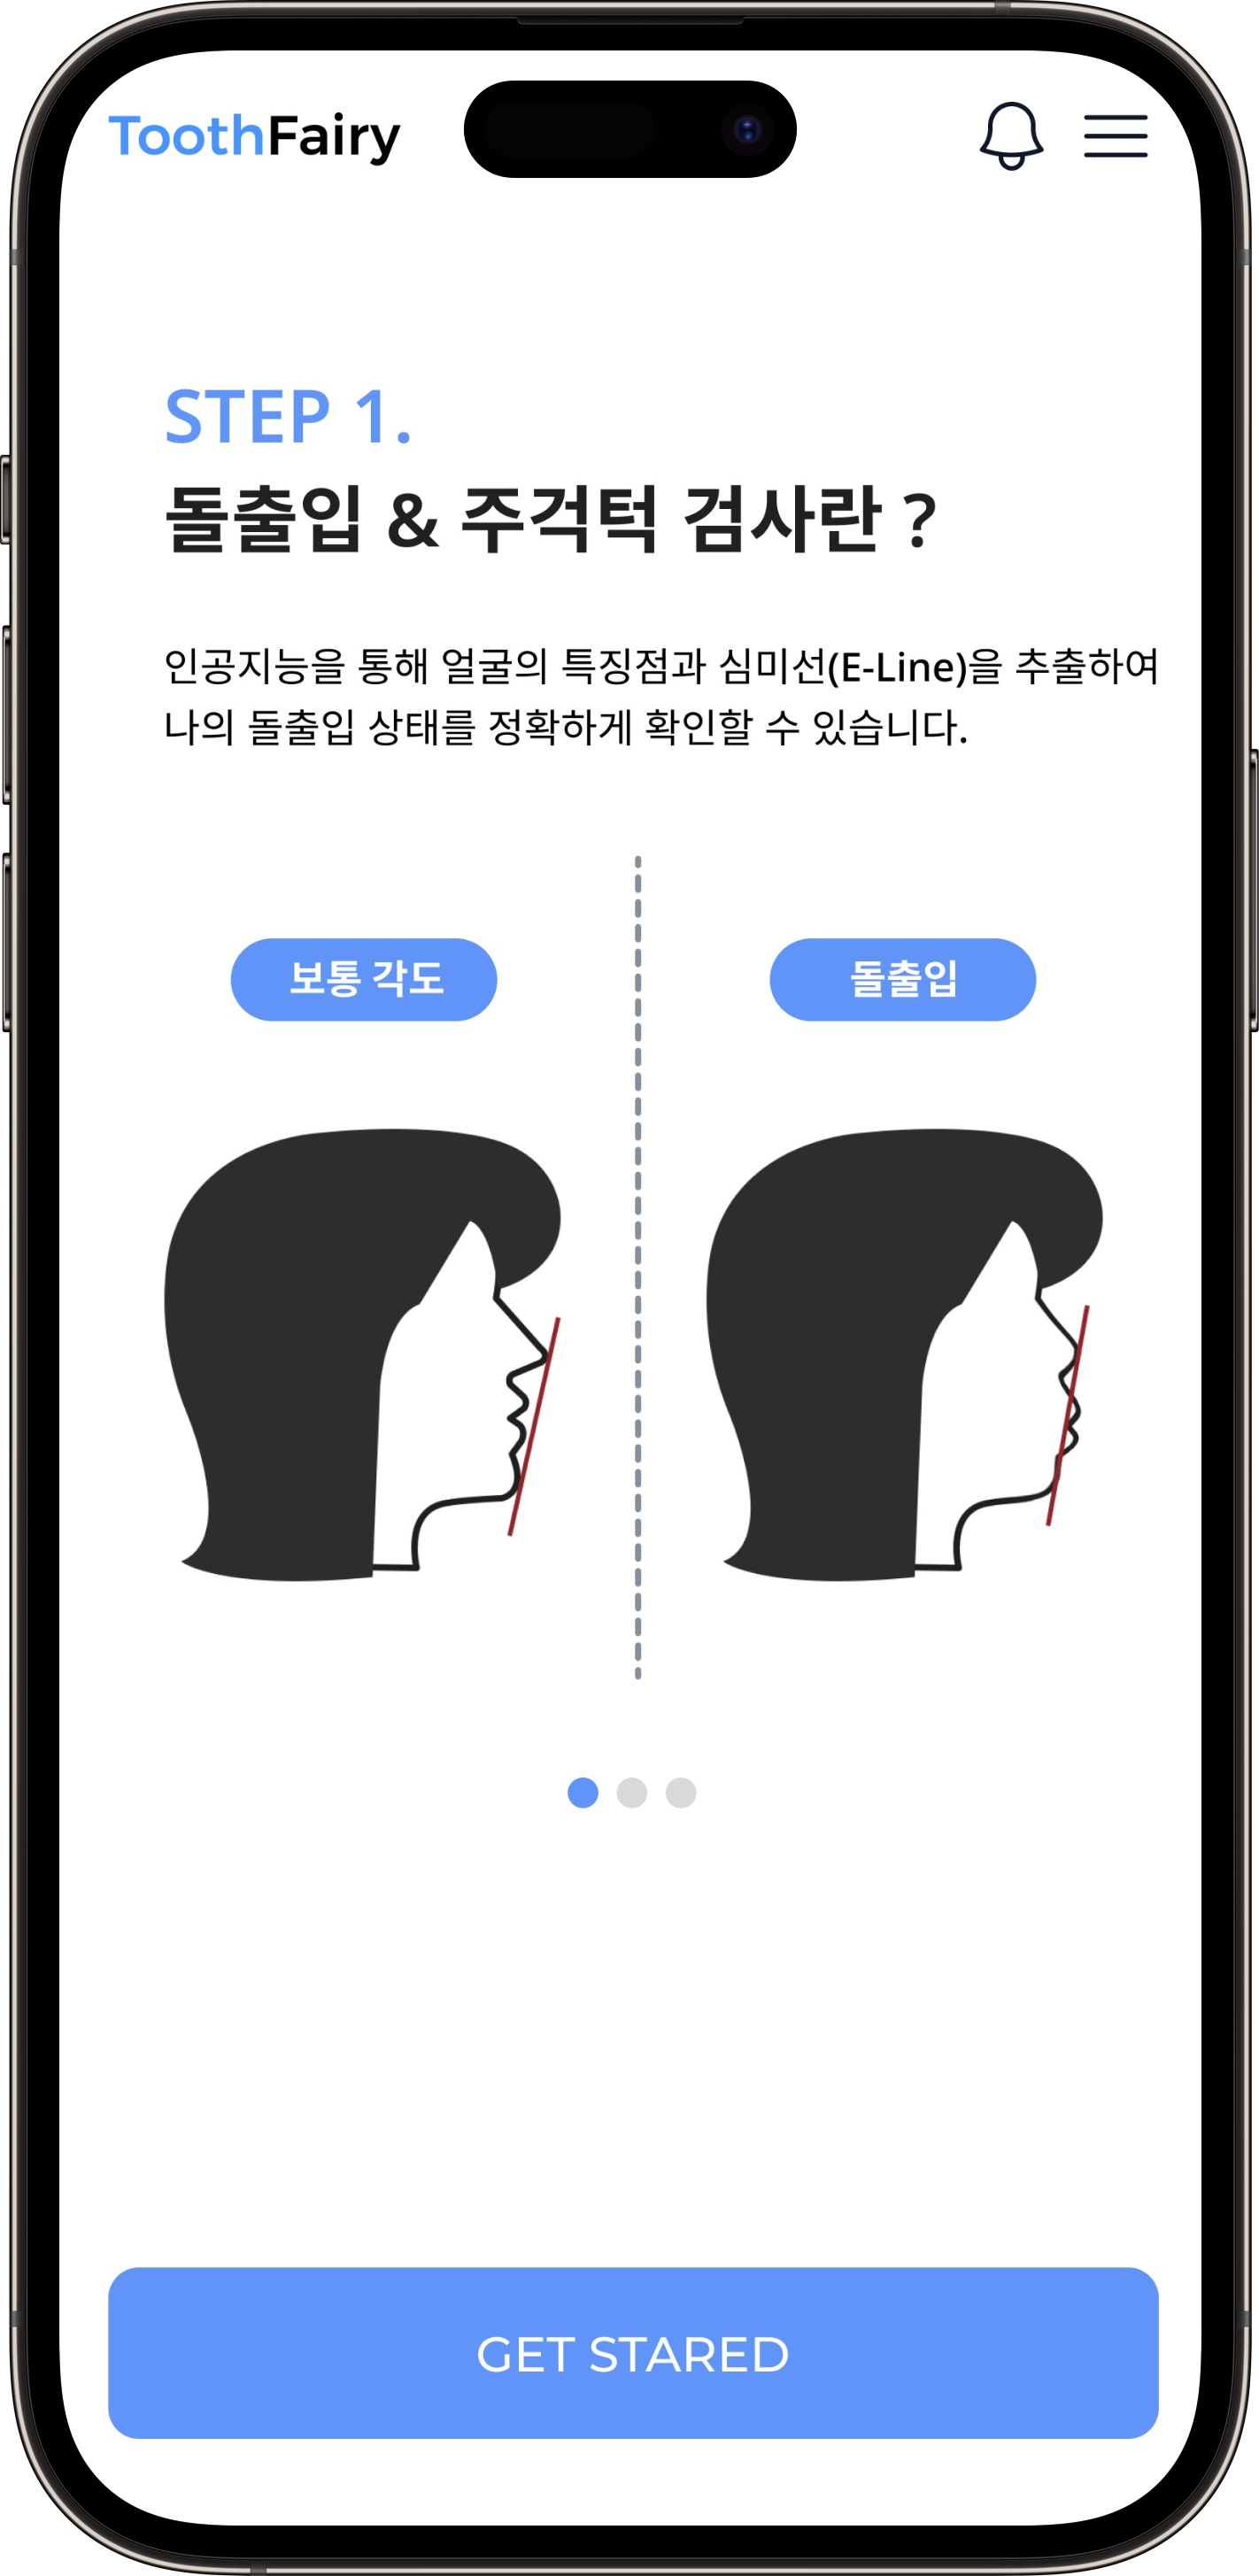 ToothFairy
STEP 1.
돌출입 & 주걱턱 검사란 ?
인공지능을 통해 얼굴의 특징점과 심미선(E-Line)을 추출하여
나의 돌출입 상태를 정확하게 확인할 수 있습니다.
보통 각도
돌출입
GET STARED